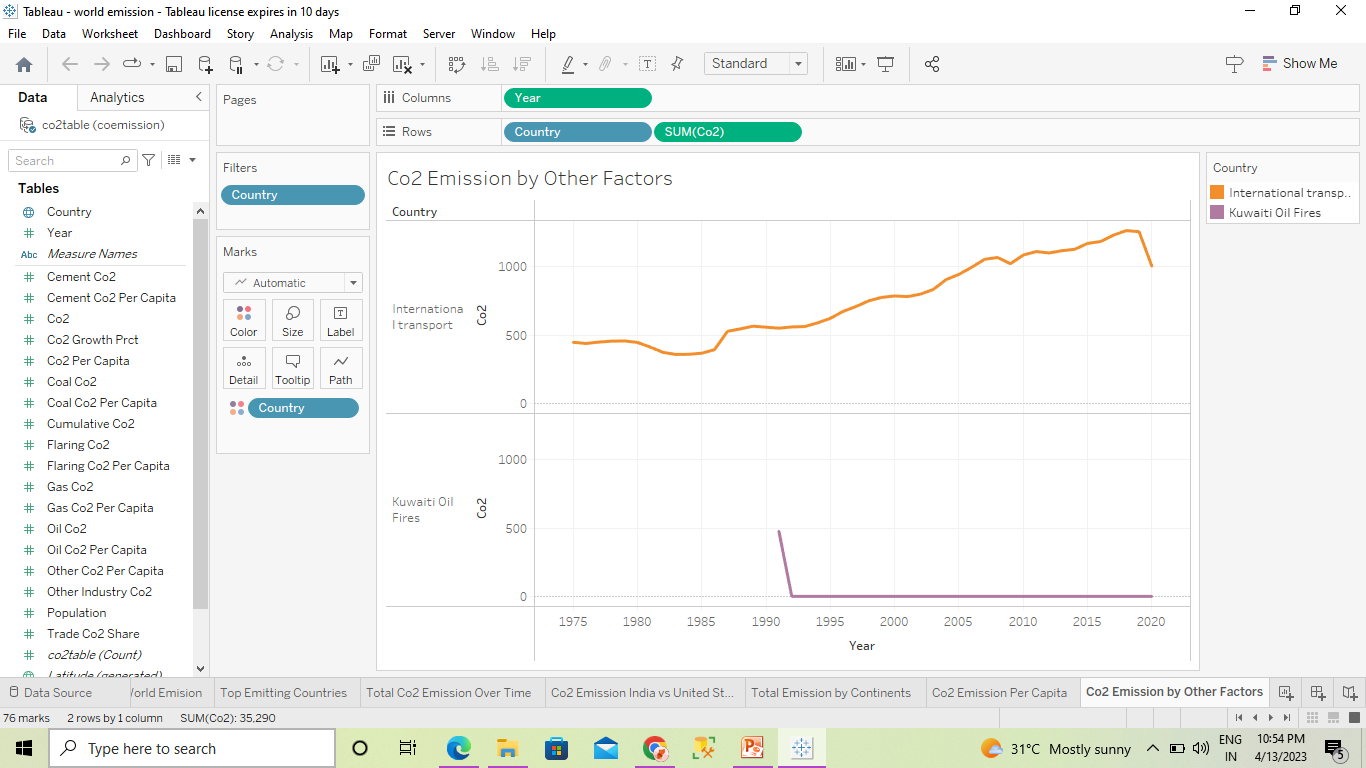 Tableau - world emission - Tableau license expires in 10 days
File Data Worksheet Dashboard Story Analysis Map Format Server Window Help
Standard
Show Me
Data Analytics
co2table (coemission)
Search
Tables
Country
Year
Abc Measure Names
Cement Co2
Cement Co2 Per Capita
Co2
Co2 Growth Prct
Co2 Per Capita
Coal Co2
Coal Co2 Per Capita
Cumulative Co2
Flaring Co2
Flaring Co2 Per Capita
Gas Co2
Gas Co2 Per Capita
Oil Co2
Oil Co2 Per Capita
Other Co2 Per Capita
Other Industry Co2
Population
Trade Co2 Share
co2table (Count)
Latitude (generated)
Pages
Filters
Country
Marks
Automatic
Color Size Label
Detail Tooltip Path
Country
Columns Year
Rows Country SUM(Co2)
Co2 Emission by Other Factors
Country
Internationa
l transport
Co2
1000
500
0
Kuwaiti Oil
Fires
Co2
1000
500
0
1975 1980 1985 1990 1995 2000 2005 2010 2015 2020
Year
Country
International transp..
Kuwaiti Oil Fires
Data Source
orld Emision
Top Emitting Countries
Total Co2 Emission Over Time
Co2 Emission India vs United St...
Total Emission by Continents
Co2 Emission Per Capita
Co2 Emission by Other Factors
76 marks 2 rows by 1 column SUM(Co2): 35,290
Type here to search
31°C Mostly sunny
ENG
IN
10:54 PM
4/13/2023
5